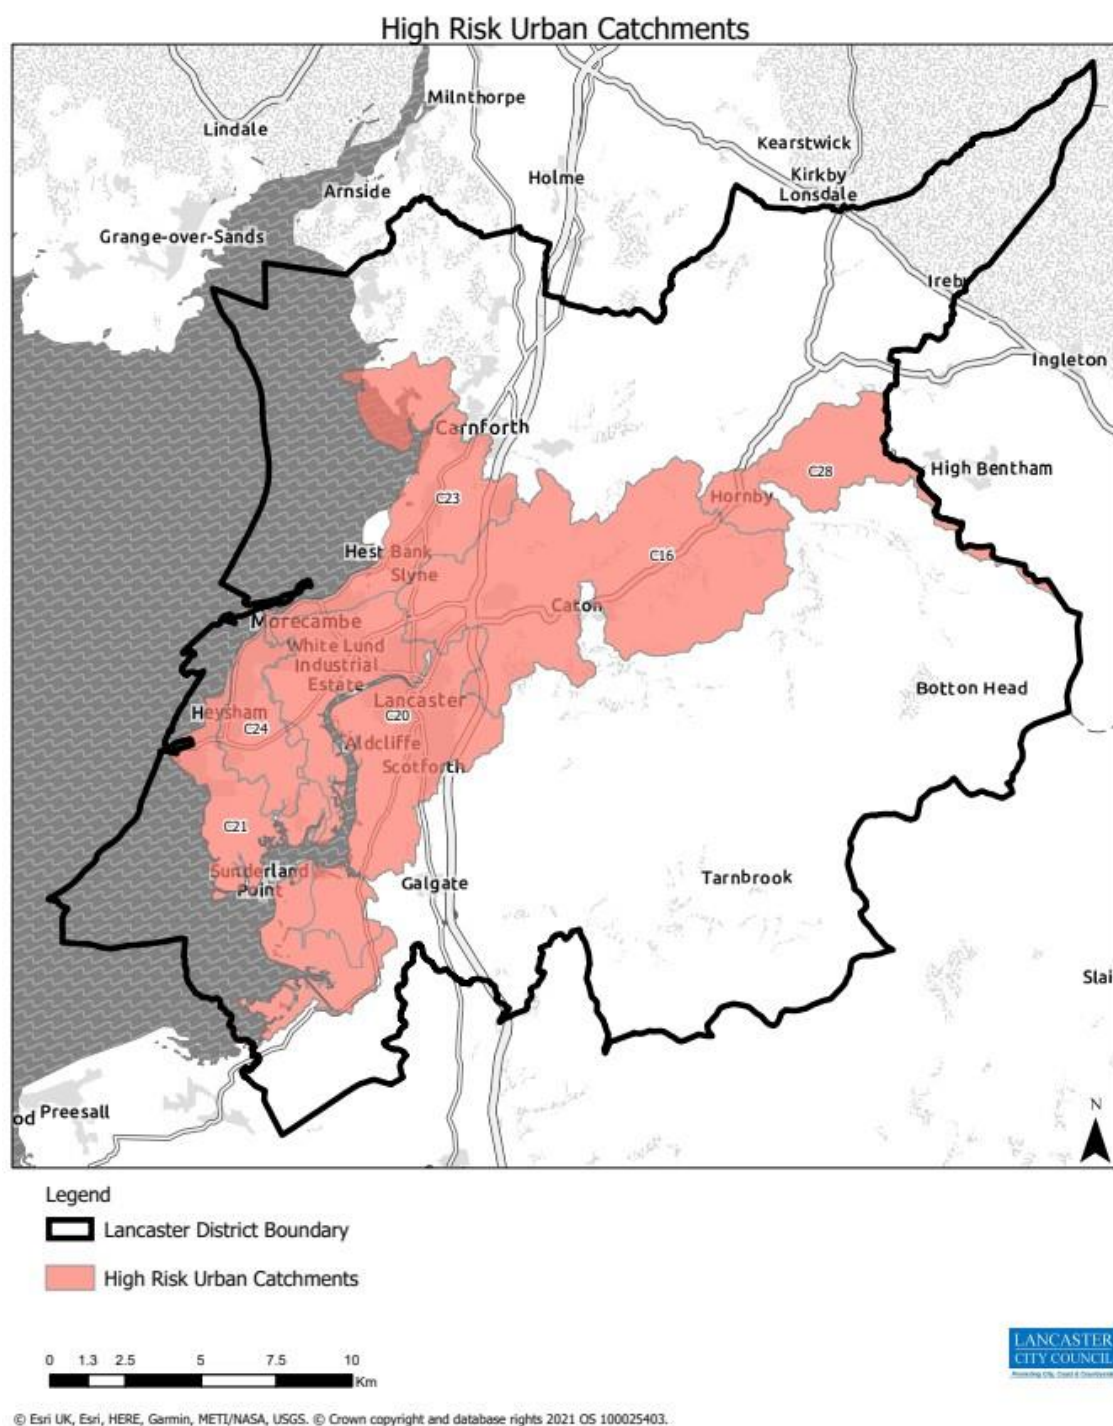 High Risk Urban Catchments
Milnthorpe
Lindale
Kearstwick
Holme
Kirkby
Lonsdale
Arnside
Grange-over-Sands
Ireb
Ingleton
Carnforth
High Bentham
C28
C23
Hornby
Hest Bank
C16
Slyne
Caton
Morecambe
White Lund
Industrial
Estate
Botton Head
Lancaster
Heysham
C20
C24
Aldcliffe
Scotforth
C21
Sunderland
Point
Galgate
Tarnbrook
Slai
od
Preesall
N
Legend
Lancaster District Boundary
High Risk Urban Catchments
0 1.3 2.5 5 7.5 10
Km
LANCASTER
CITY COUNCIL
© Esri UK, Esri, HERE, Garmin, METI/NASA, USGS. © Crown copyright and database rights 2021 OS 100025403.